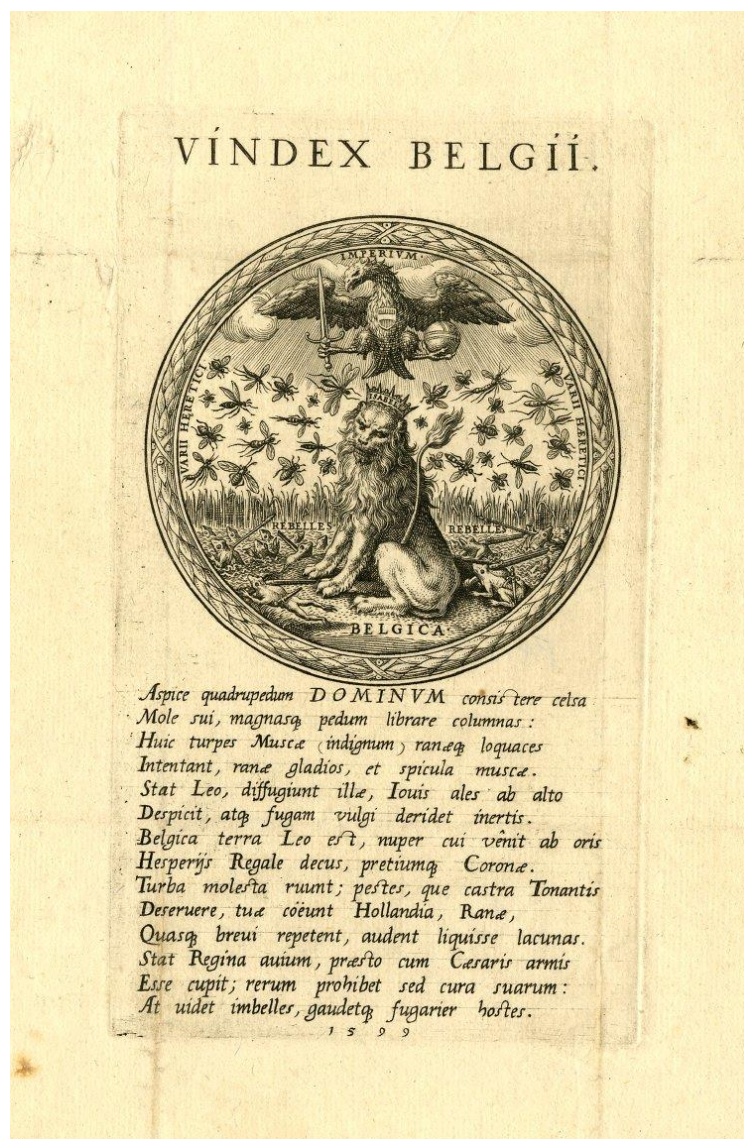 VÍNDEX BELGÍÍ.
IMPERIVM.
VARII HERETICI
VARII HÆRETICI
REBELLES
REBELLES
BELGICA.
Aspice quadrupedum DOMINVM consistere celsa
Mole sui, magnasq̨ pedum librare columnas :
Huic turpes Muscæ (indignum) ranæq̨ loquaces
Intentant, ranæ gladios, et spicula muscæ.
Stat Leo, diffugiunt illæ, Iouis ales ab alto
Despicit, atq̨ fugam vulgi deridet inertis.
Belgica terra Leo est, nuper cui vênit ab oris
Hesperijs Regale decus, pretiumq̨ Coronæ.
Turba molesta ruunt; pestes, que castra Tonantis
Deseruere, tuæ cöëunt Hollandia, Ranæ,
Quasq̨ breui repetent, audent liquisse lacunas.
Stat Regina auium, præsto cum Cæsaris armis
Esse cupit; rerum prohibet sed cura suarum :
At uidet imbelles, gaudetq̨ fugarier hostes.
1599